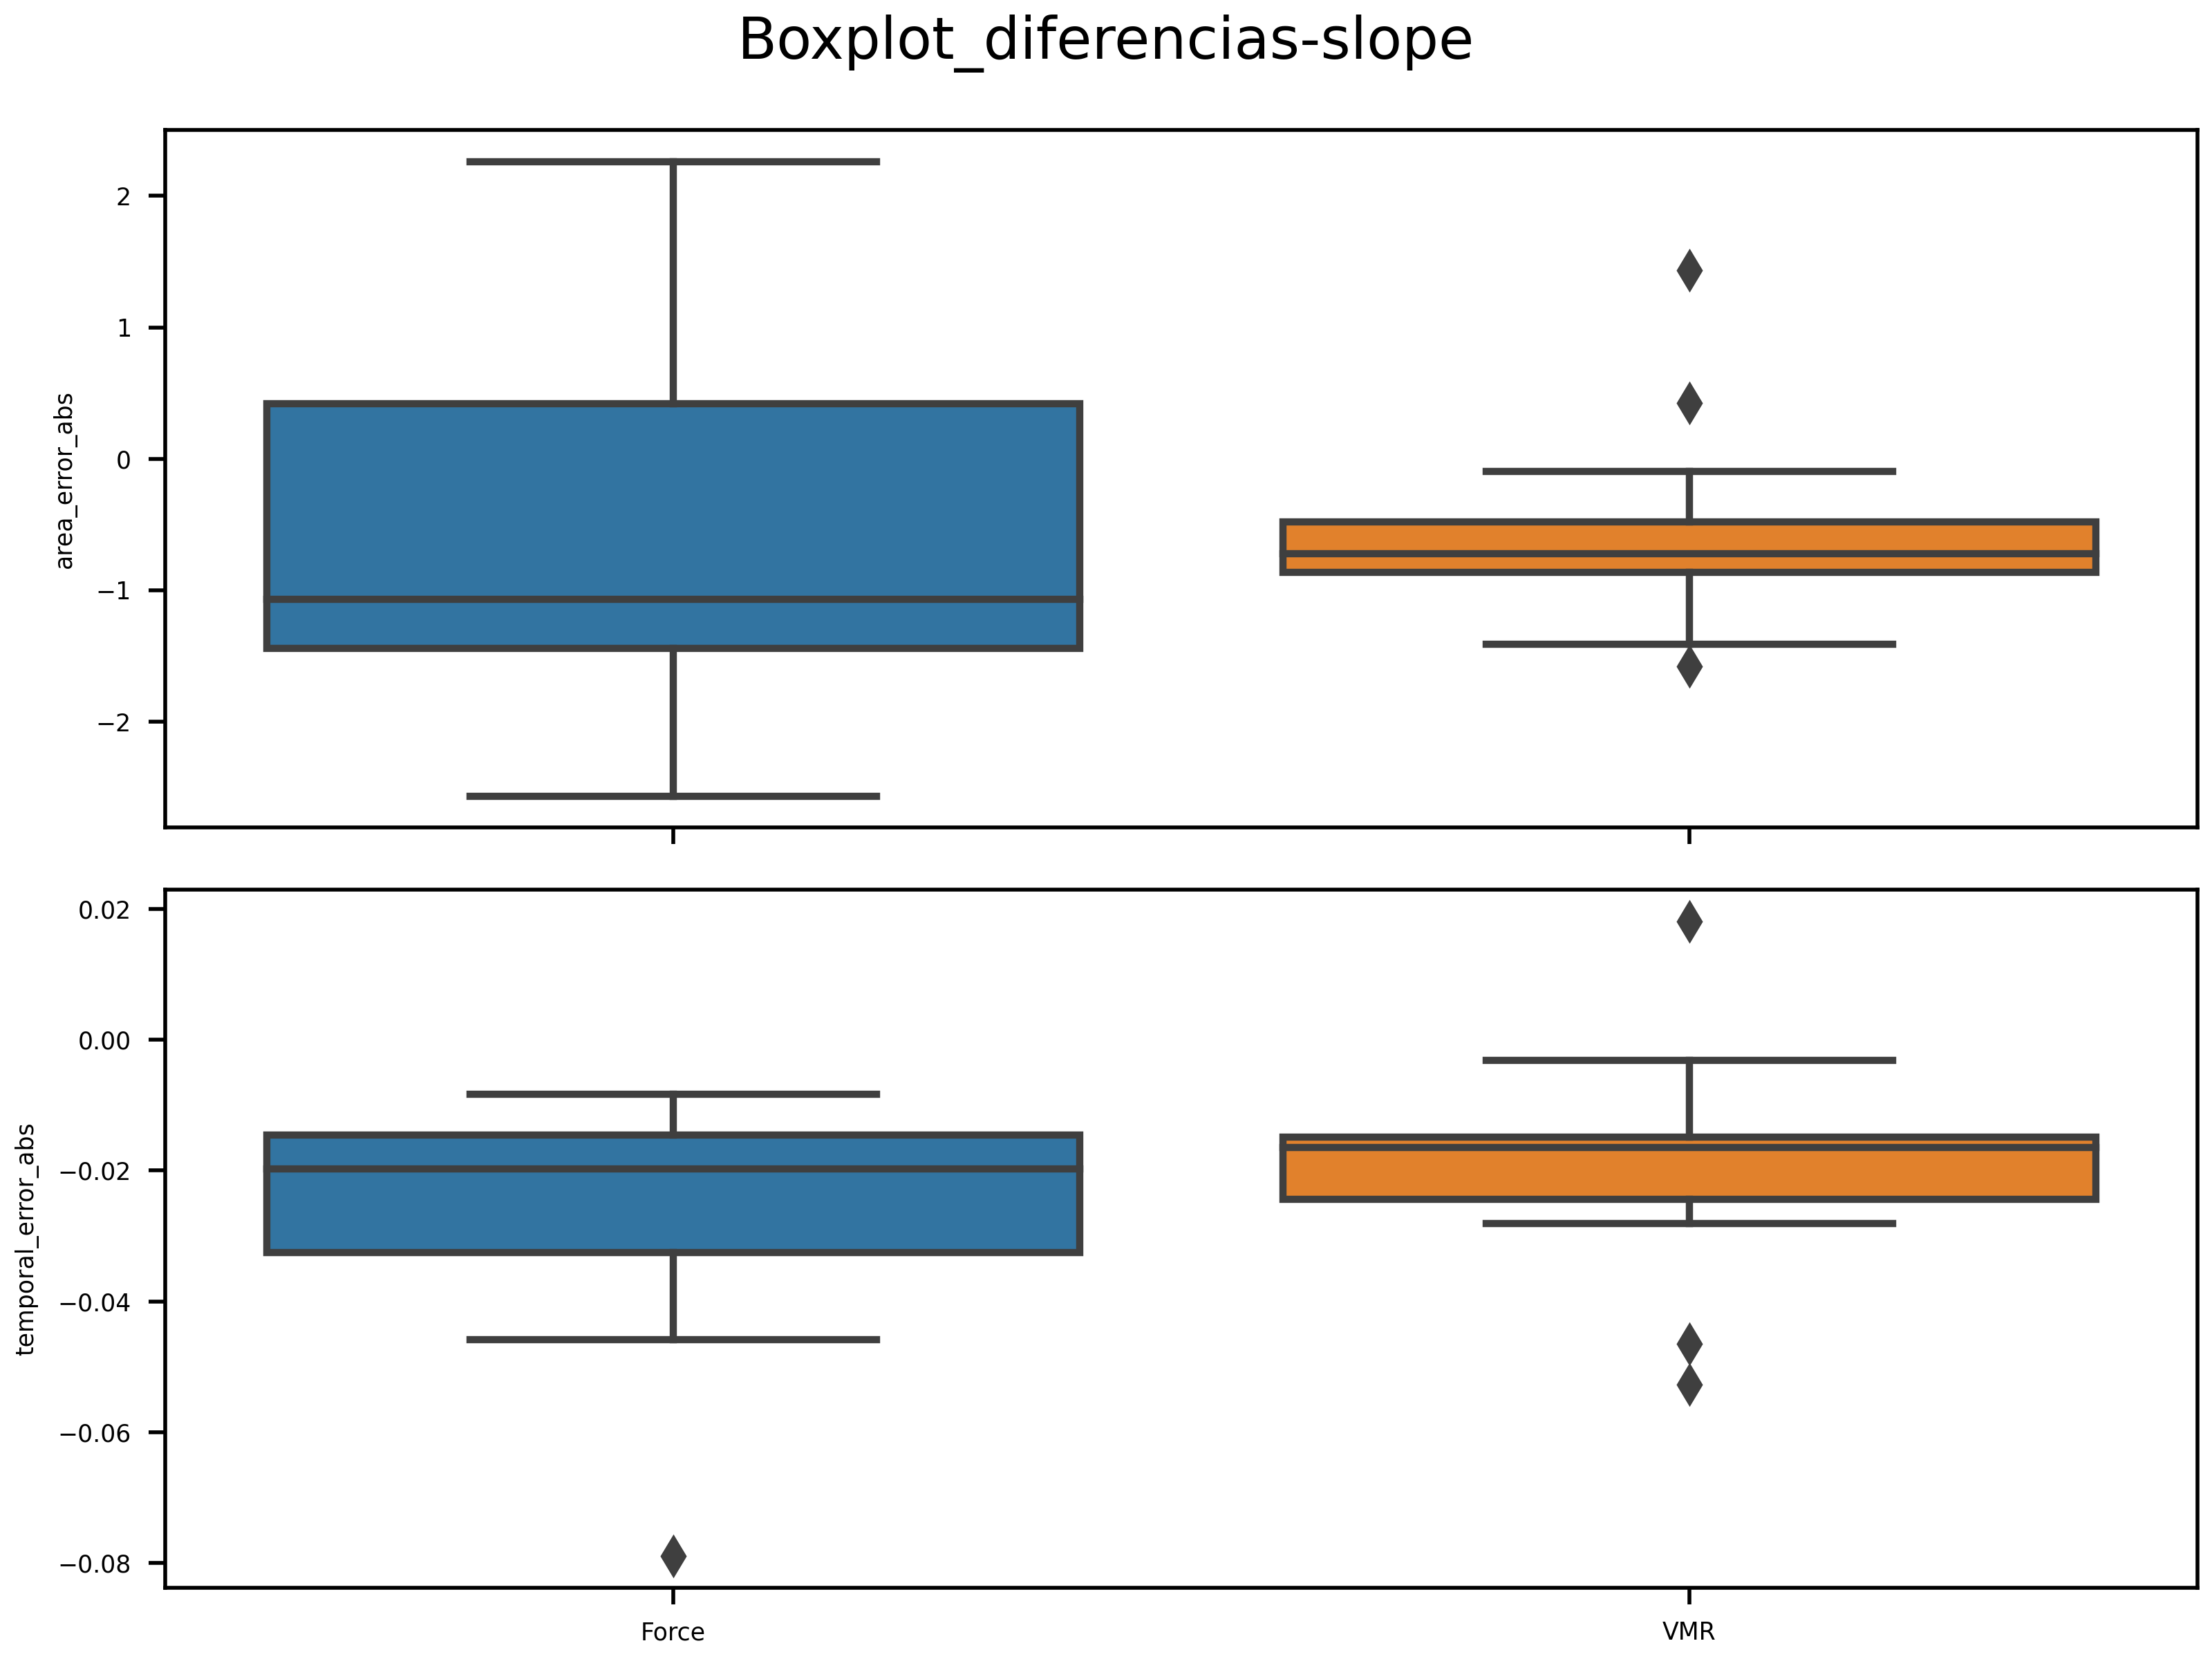 Boxplot_diferencias-slope
area_error_abs
2
1
0
−1
−2
temporal_error_abs
0.02
0.00
−0.02
−0.04
−0.06
−0.08
Force
VMR